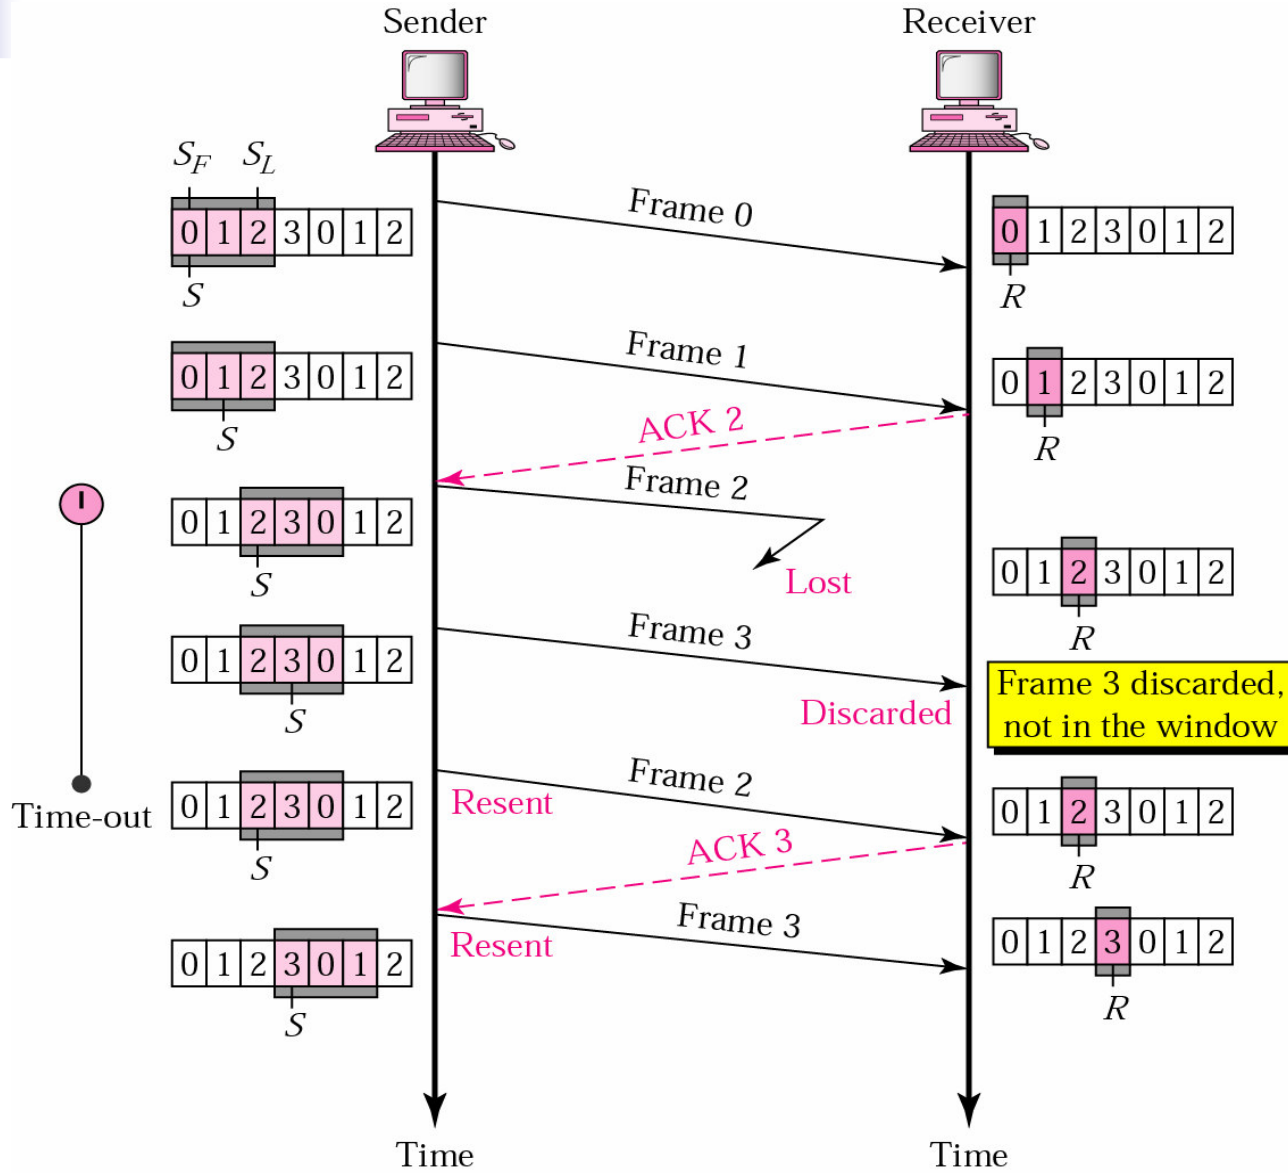 Sender Receiver
S_F S_L
Frame 0
0 1 2 3 0 1 2 0 1 2 3 0 1 2
S R
Frame 1
0 1 2 3 0 1 2 0 1 2 3 0 1 2
S R
ACK 2
Frame 2
0 1 2 3 0 1 2
S
Lost
0 1 2 3 0 1 2
R
Frame 3
0 1 2 3 0 1 2
S
Discarded
Frame 3 discarded,
not in the window
Frame 2
Time-out
0 1 2 3 0 1 2
S
Resent
0 1 2 3 0 1 2
R
ACK 3
Frame 3
Resent
0 1 2 3 0 1 2
S
0 1 2 3 0 1 2
R
Time Time